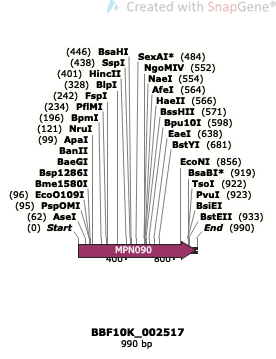 Created with SnapGene®
(446) BsaHI
(438) SspI
(401) HincII
(328) BlpI
(242) FspI
(234) PflMI
(196) BpmI
(121) NruI
(99) ApaI
BanII
BaeGI
Bsp1286I
Bme1580I
(96) EcoO109I
(95) PspOMI
(62) AseI
(0) Start
SexAI* (484)
NgoMIV (552)
NaeI (554)
AfeI (564)
HaeII (566)
BssHII (571)
Bpu10I (598)
EaeI (638)
BstYI (681)
EcoNI (856)
BsaBI* (919)
TsoI (922)
PvuI (923)
BsiEI
BstEII (933)
End (990)
MPN090
400
800
BBF10K_002517
990 bp